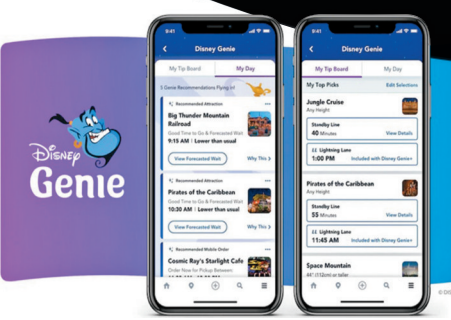 Disney
Genie
9:41
Disney Genie
My Tip Board
My Day
5 Genie Recommendations Flying in!
Recommended Attraction
Big Thunder Mountain
Railroad
Good Time to Go & Forecasted Wait
9:15 AM | Lower than usual
View Forecasted Wait
Why This >
Recommended Attraction
Pirates of the Caribbean
Good Time to Go & Forecasted Wait
10:30 AM | Lower than usual
View Forecasted Wait
Why This >
Recommended Mobile Order
Cosmic Ray's Starlight Cafe
Order Now for Pickup Between
9:41
Disney Genie
My Tip Board
My Day
My Top Picks
Edit Selections
Jungle Cruise
Any Height
Standby Line
40 Minutes
View Details
Lightning Lane
1:00 PM
Included with Disney Genie+
Pirates of the Caribbean
Any Height
Standby Line
55 Minutes
View Details
Lightning Lane
11:45 AM
Included with Disney Genie+
Space Mountain
44" (112cm) or taller